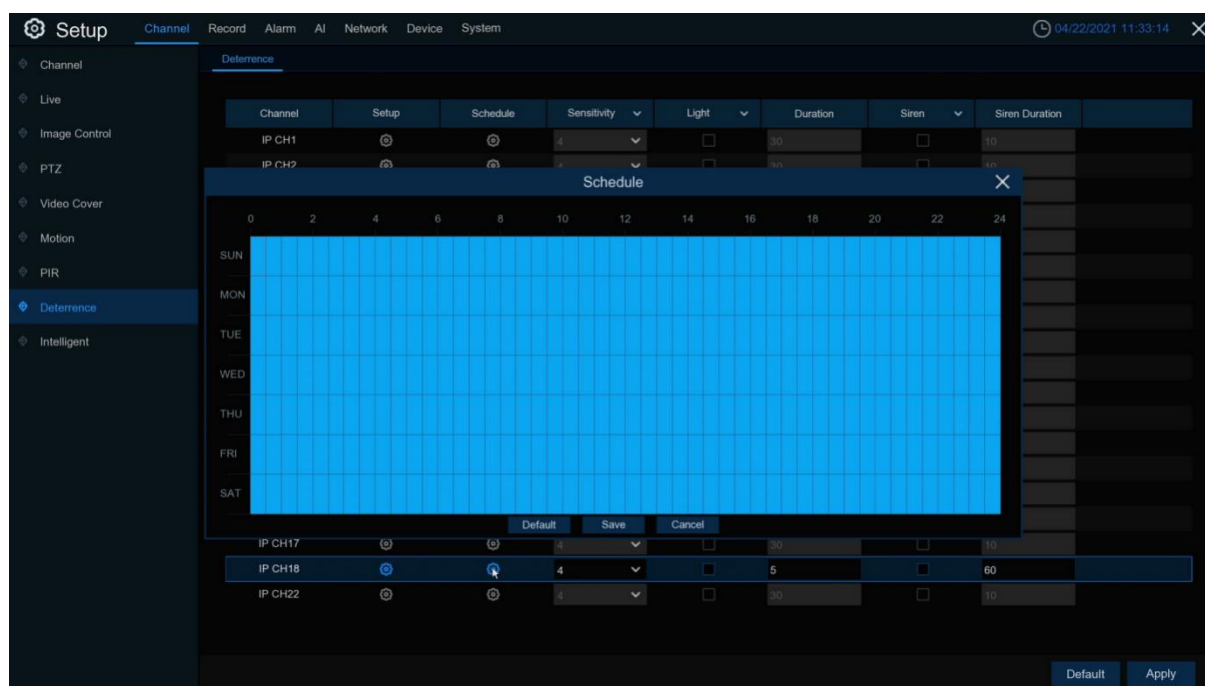 Setup Channel Record Alarm AI Network Device System 04/22/2021 11:33:14
Channel
Live
Image Control
PTZ
Video Cover
Motion
PIR
Deterrence
Intelligent
Deterrence
Channel Setup Schedule Sensitivity Light Duration Siren Siren Duration
IP CH1 4 30 10
IP CH2 4 30 10
Schedule
0 2 4 6 8 10 12 14 16 18 20 22 24
SUN
MON
TUE
WED
THU
FRI
SAT
Default Save Cancel
IP CH17 4 30 10
IP CH18 4 5 60
IP CH22 4 30 10
Default Apply